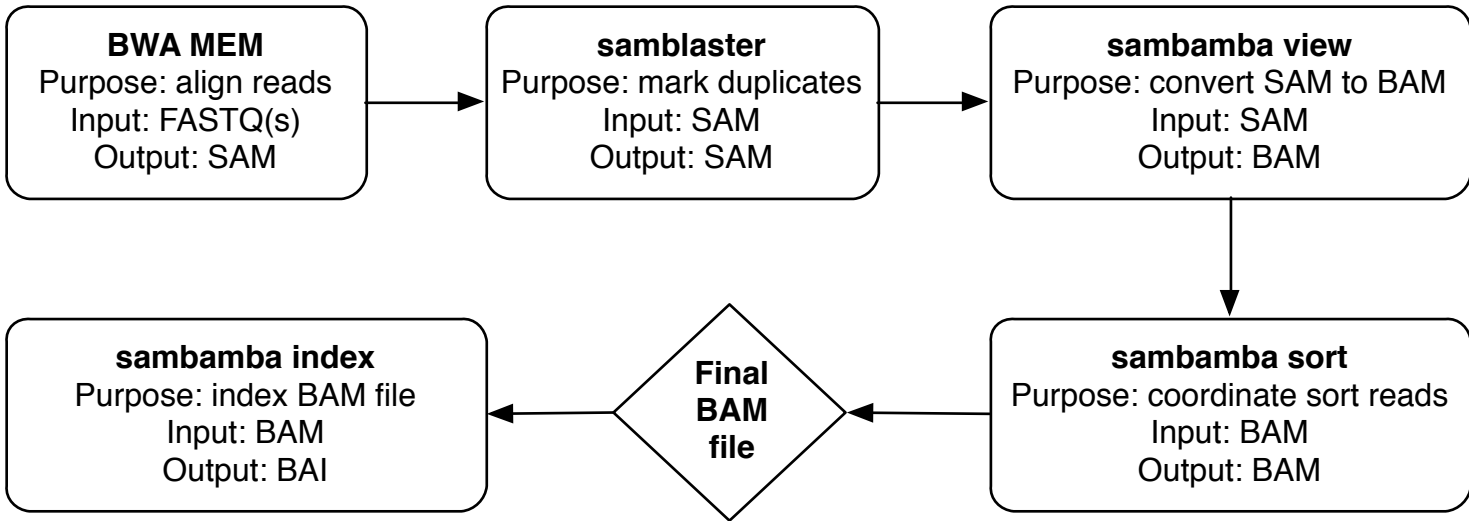 BWA MEM
Purpose: align reads
Input: FASTQ(s)
Output: SAM
samblaster
Purpose: mark duplicates
Input: SAM
Output: SAM
sambamba view
Purpose: convert SAM to BAM
Input: SAM
Output: BAM
sambamba sort
Purpose: coordinate sort reads
Input: BAM
Output: BAM
Final
BAM
file
sambamba index
Purpose: index BAM file
Input: BAM
Output: BAI